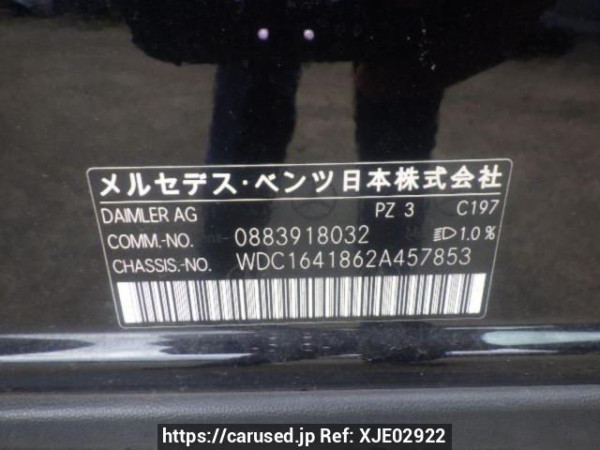 メルセデス・ベンツ日本株式会社
DAIMLER AG PZ 3 C197
COMM.-NO. 0883918032 1.0%
CHASSIS.-NO. WDC1641862A457853
https://carused.jp Ref: XJE02922